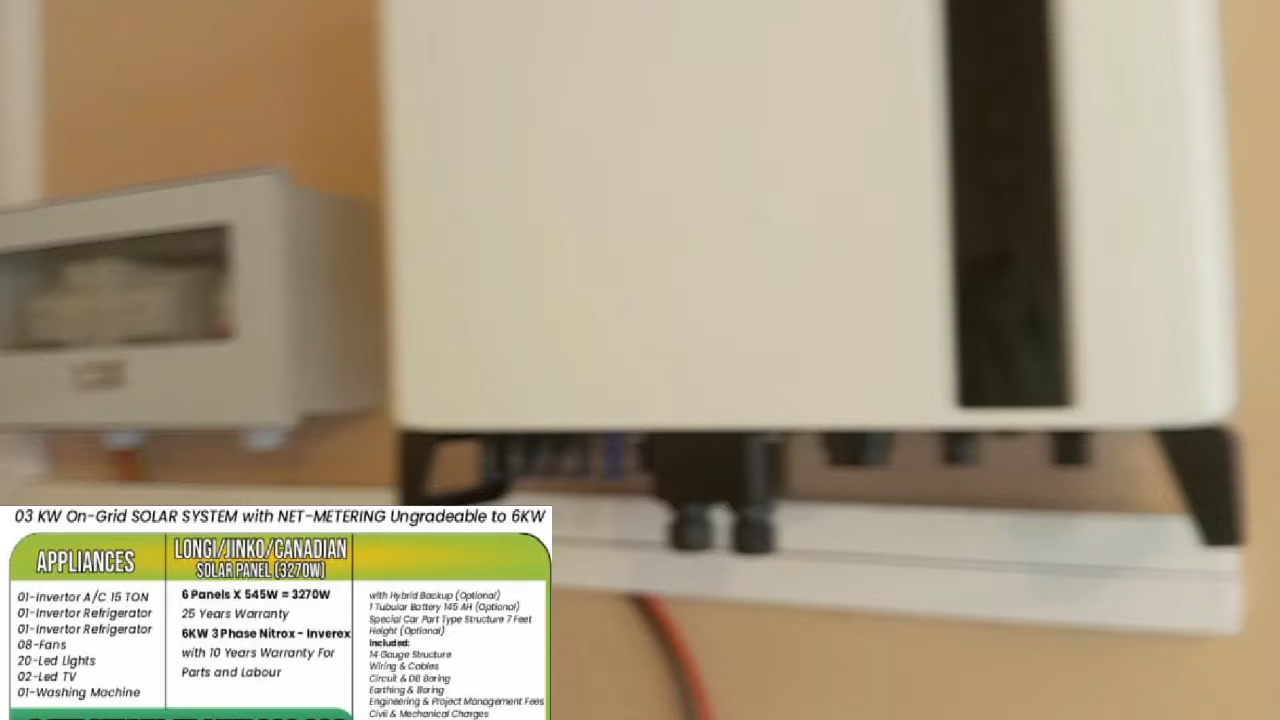 03 KW On-Grid SOLAR SYSTEM with NET-METERING Ungradeable to 6KW
APPLIANCES
01-Invertor A/C 15 TON
01-Invertor Refrigerator
01-Invertor Refrigerator
08-Fans
20-Led Lights
02-Led TV
01-Washing Machine
LONGI/JINKO/CANADIAN
SOLAR PANEL (3270W)
6 Panels X 545W = 3270W
25 Years Warranty
6KW 3 Phase Nitrox - Inverex
with 10 Years Warranty For
Parts and Labour
with Hybrid Backup (Optional)
1 Tubular Battery 145 AH (Optional)
Special Car Part Type Structure 7 Feet
Height (Optional)
Included:
14 Gauge Structure
Wiring & Cables
Circuit & DB Boring
Earthing & Boring
Engineering & Project Management Fees
Civil & Mechanical Charges